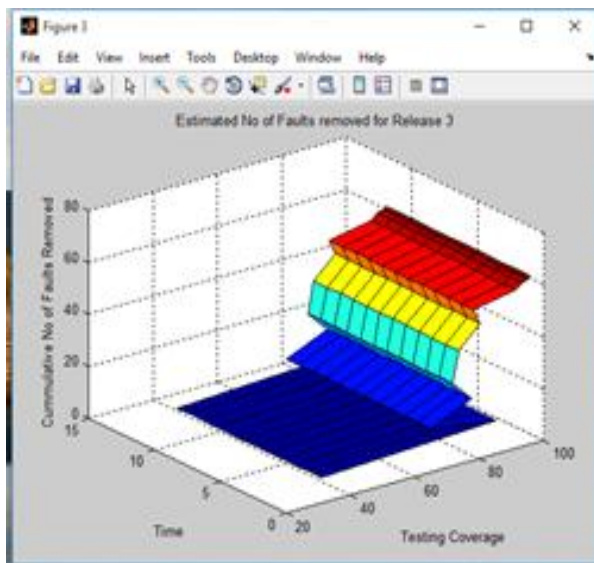 Figure 3
File Edit View Insert Tools Desktop Window Help
Estimated No of Faults removed for Release 3
Cummulative No of Faults Removed
80
60
40
20
0
15
10
5
0
Time
20
40
60
80
100
Testing Coverage